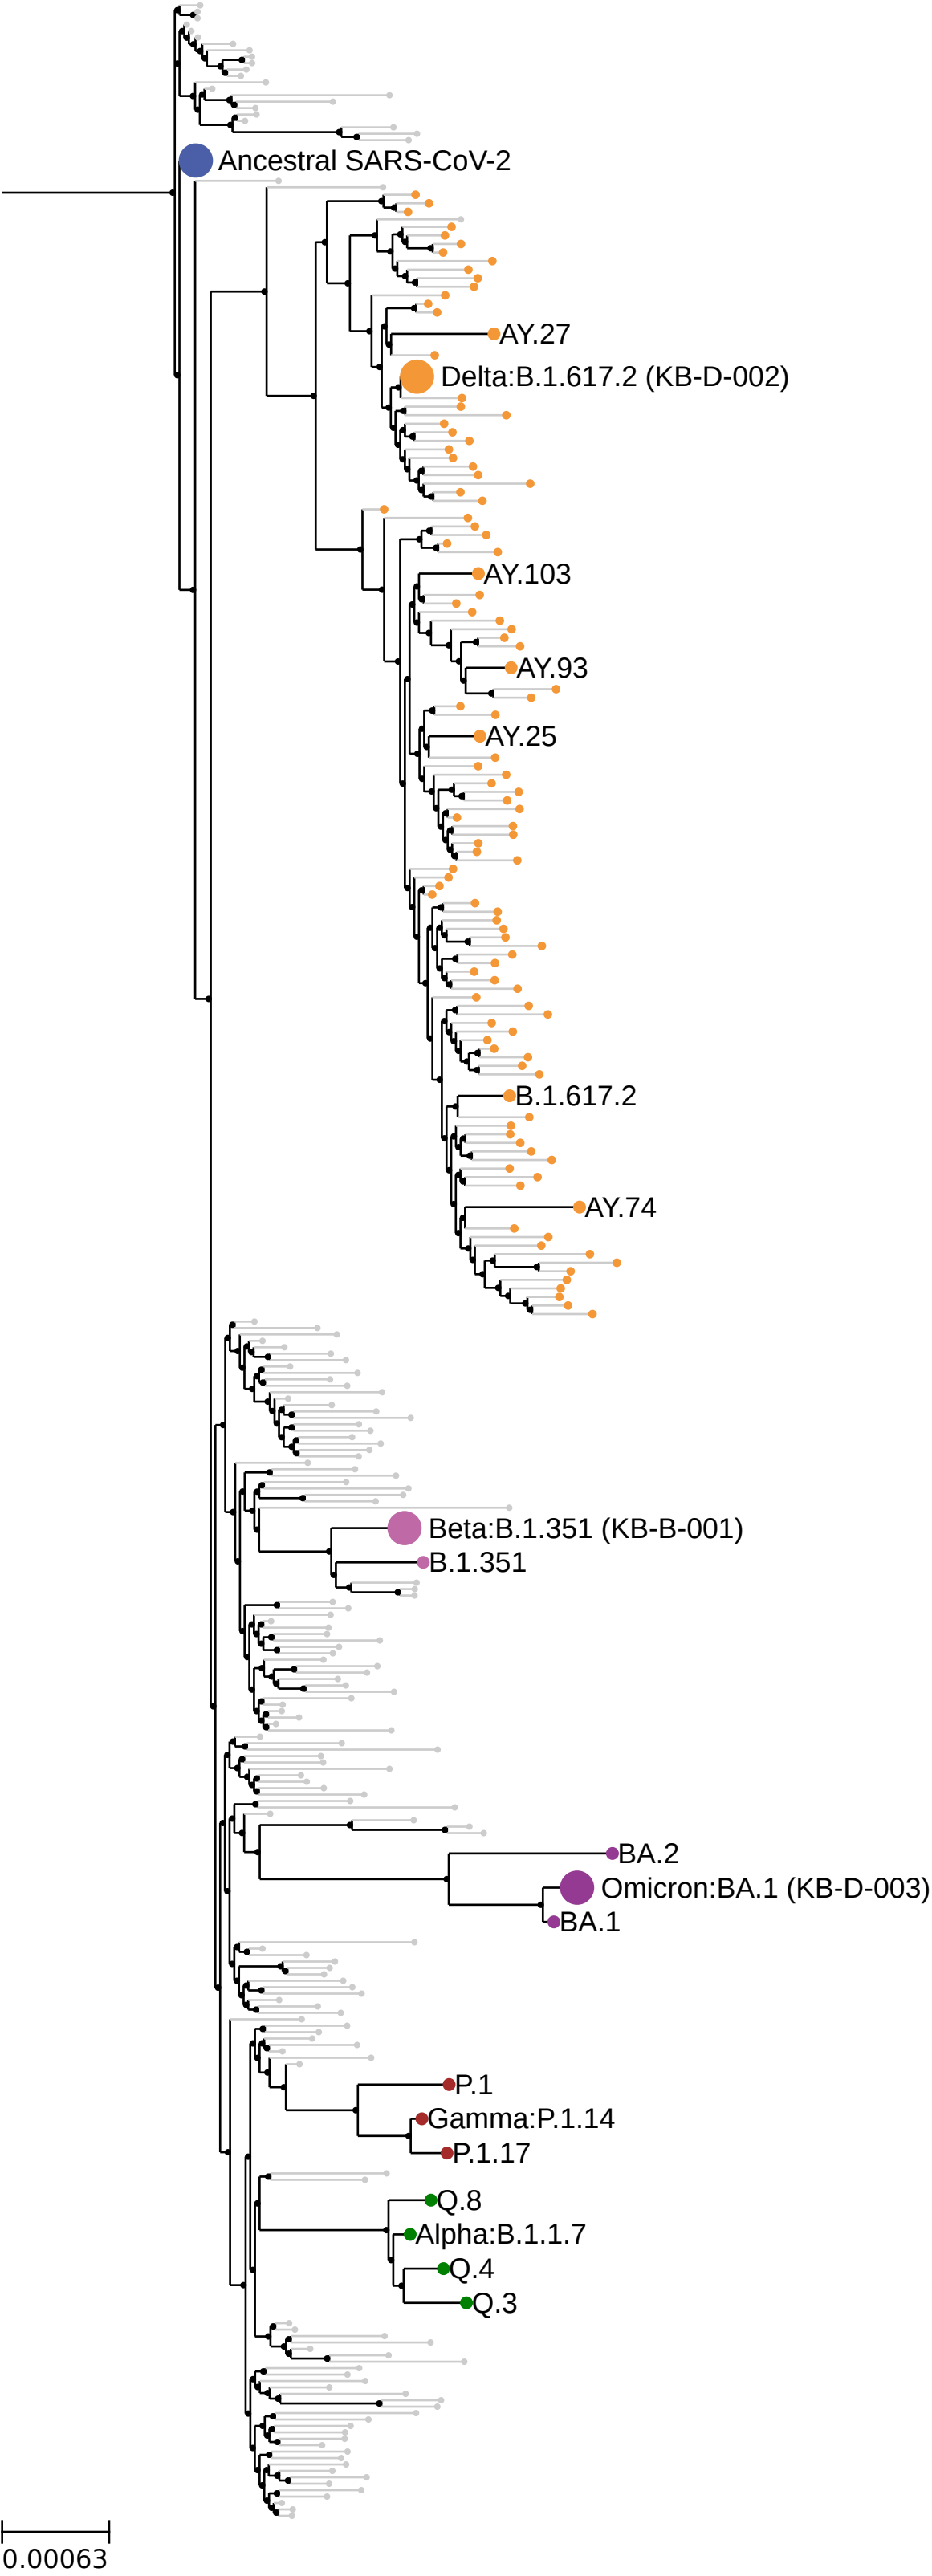 Ancestral SARS-CoV-2
AY.27
Delta:B.1.617.2 (KB-D-002)
AY.103
AY.93
AY.25
B.1.617.2
AY.74
Beta:B.1.351 (KB-B-001)
B.1.351
BA.2
Omicron:BA.1 (KB-D-003)
BA.1
P.1
Gamma:P.1.14
P.1.17
Q.8
Alpha:B.1.1.7
Q.4
Q.3
0.00063